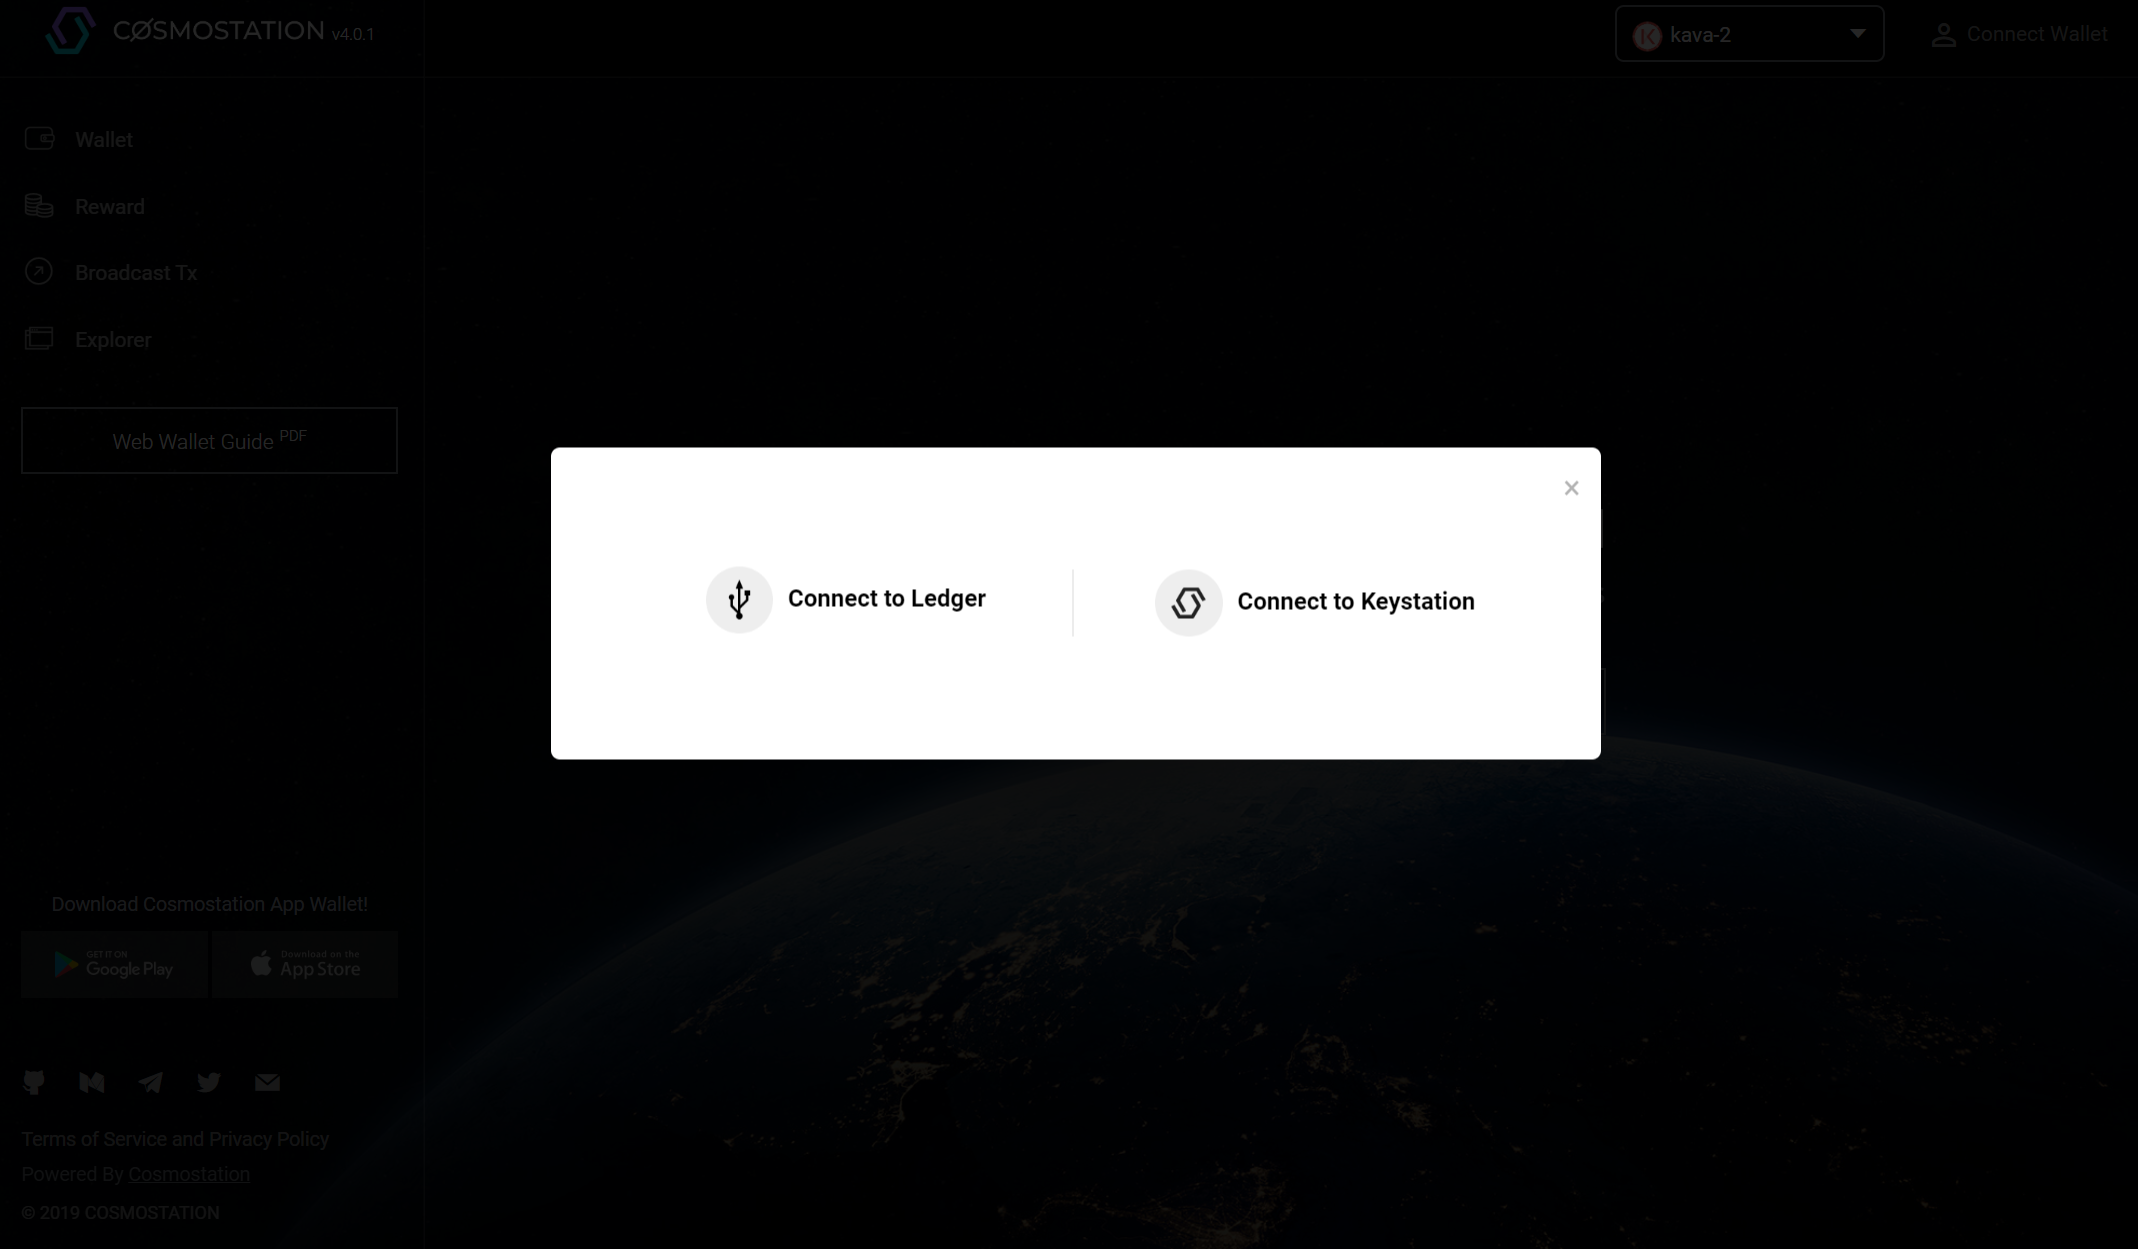 CØSMOSTATION v4.0.1
kava-2
Connect Wallet
Wallet
Reward
Broadcast Tx
Explorer
Web Wallet Guide PDF
Connect to Ledger
Connect to Keystation
Download Cosmostation App Wallet!
GET IT ON
Google Play
Download on the
App Store
Terms of Service and Privacy Policy
Powered By Cosmostation
© 2019 COSMOSTATION